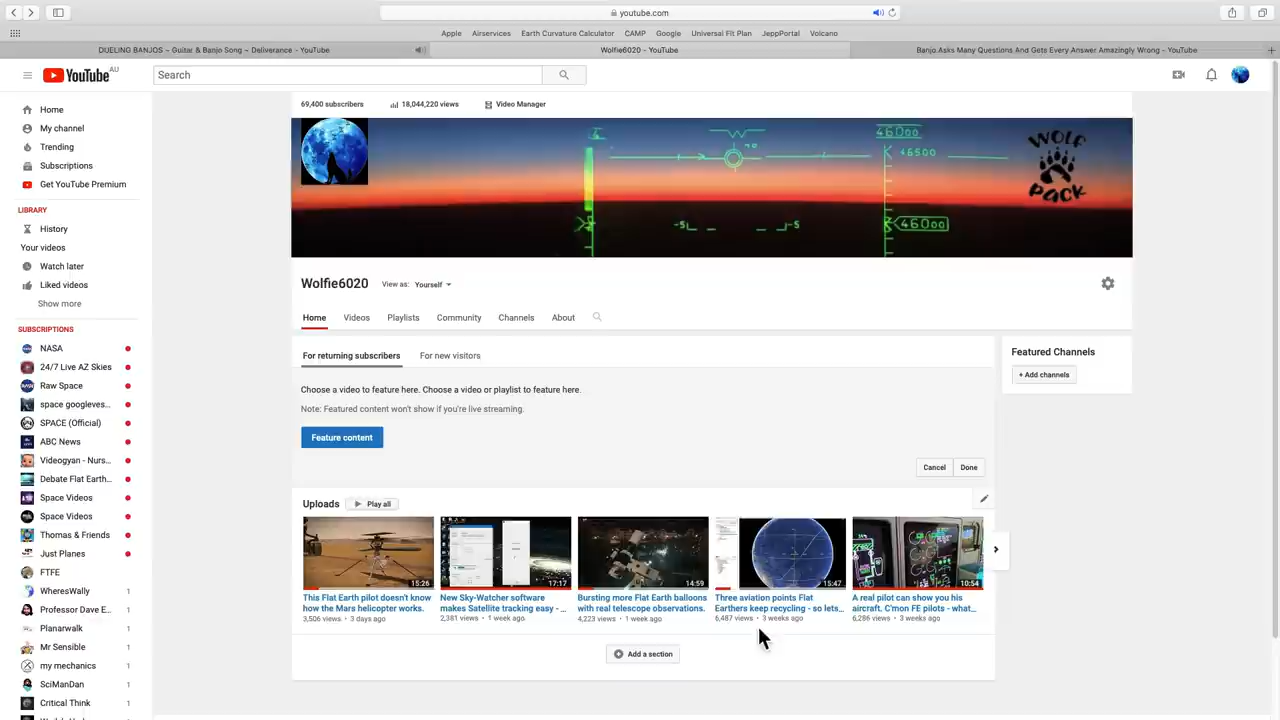 youtube.com
Apple Airservices Earth Curvature Calculator CAMP Google Universal Flt Plan JeppPortal Volcano
DUELING BANJOS ~ Guitar & Banjo Song ~ Deliverance - YouTube
Wolfie6020 - YouTube
Banjo Asks Many Questions And Gets Every Answer Amazingly Wrong - YouTube
YouTube AU
Search
69,400 subscribers 18,044,220 views Video Manager
Home
My channel
Trending
Subscriptions
Get YouTube Premium
LIBRARY
History
Your videos
Watch later
Liked videos
Show more
SUBSCRIPTIONS
NASA
24/7 Live AZ Skies
Raw Space
space googleves...
SPACE (Official)
ABC News
Videogyan - Nurs...
Debate Flat Earth...
Space Videos
Space Videos
Thomas & Friends
Just Planes
FTFE
WheresWally 1
Professor Dave E... 1
Planarwalk 1
Mr Sensible 1
my mechanics 1
SciManDan 1
Critical Think 1
46000
46500
WOLF
PACK
-5 -5
46000
Wolfie6020 View as: Yourself
Home Videos Playlists Community Channels About
For returning subscribers For new visitors
Choose a video to feature here. Choose a video or playlist to feature here.
Note: Featured content won't show if you're live streaming.
Feature content
Cancel Done
Featured Channels
+ Add channels
Uploads Play all
15:26 17:17 14:59 15:47 10:54
This Flat Earth pilot doesn't know
how the Mars helicopter works.
3,506 views • 3 days ago
New Sky-Watcher software
makes Satellite tracking easy - ...
2,381 views • 1 week ago
Bursting more Flat Earth balloons
with real telescope observations.
4,223 views • 1 week ago
Three aviation points Flat
Earthers keep recycling - so lets...
6,487 views • 3 weeks ago
A real pilot can show you his
aircraft. C'mon FE pilots - what...
6,286 views • 3 weeks ago
Add a section